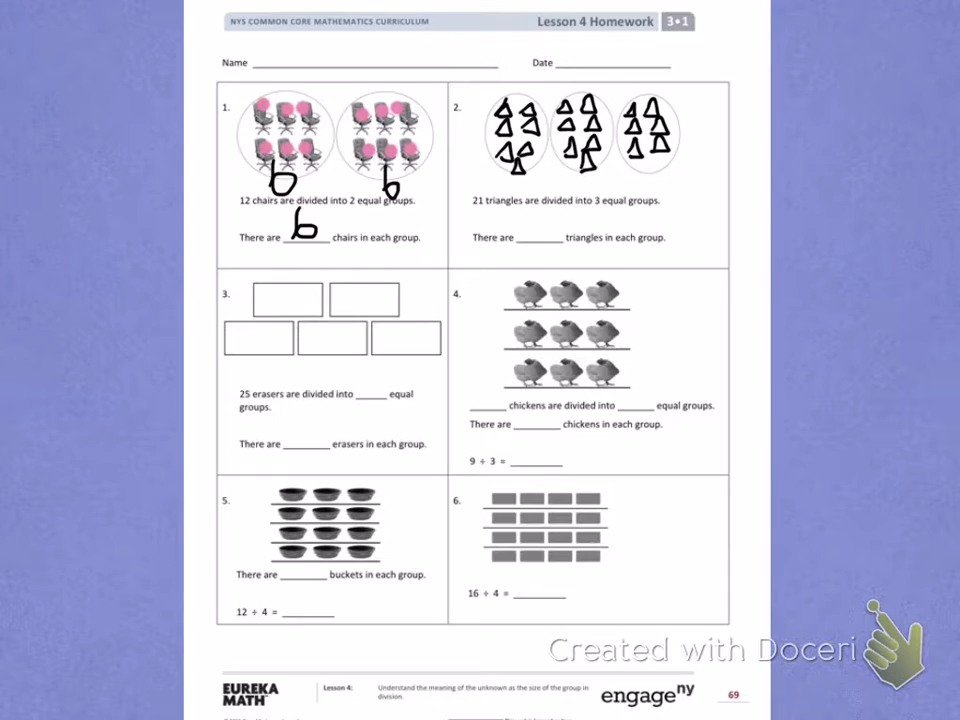 NYS COMMON CORE MATHEMATICS CURRICULUM Lesson 4 Homework 3•1
Name ____________ Date ____________
1.
6 6
12 chairs are divided into 2 equal groups.
There are 6 chairs in each group.
2.
21 triangles are divided into 3 equal groups.
There are ________ triangles in each group.
3.
25 erasers are divided into ______ equal
groups.
There are ________ erasers in each group.
4.
______ chickens are divided into ______ equal groups.
There are ________ chickens in each group.
9 ÷ 3 = ________
5.
There are ________ buckets in each group.
12 ÷ 4 = ________
6.
16 ÷ 4 = ________
Created with Doceri
EUREKA MATH
Lesson 4: Understand the meaning of the unknown as the size of the group in
division.
engage ny
69